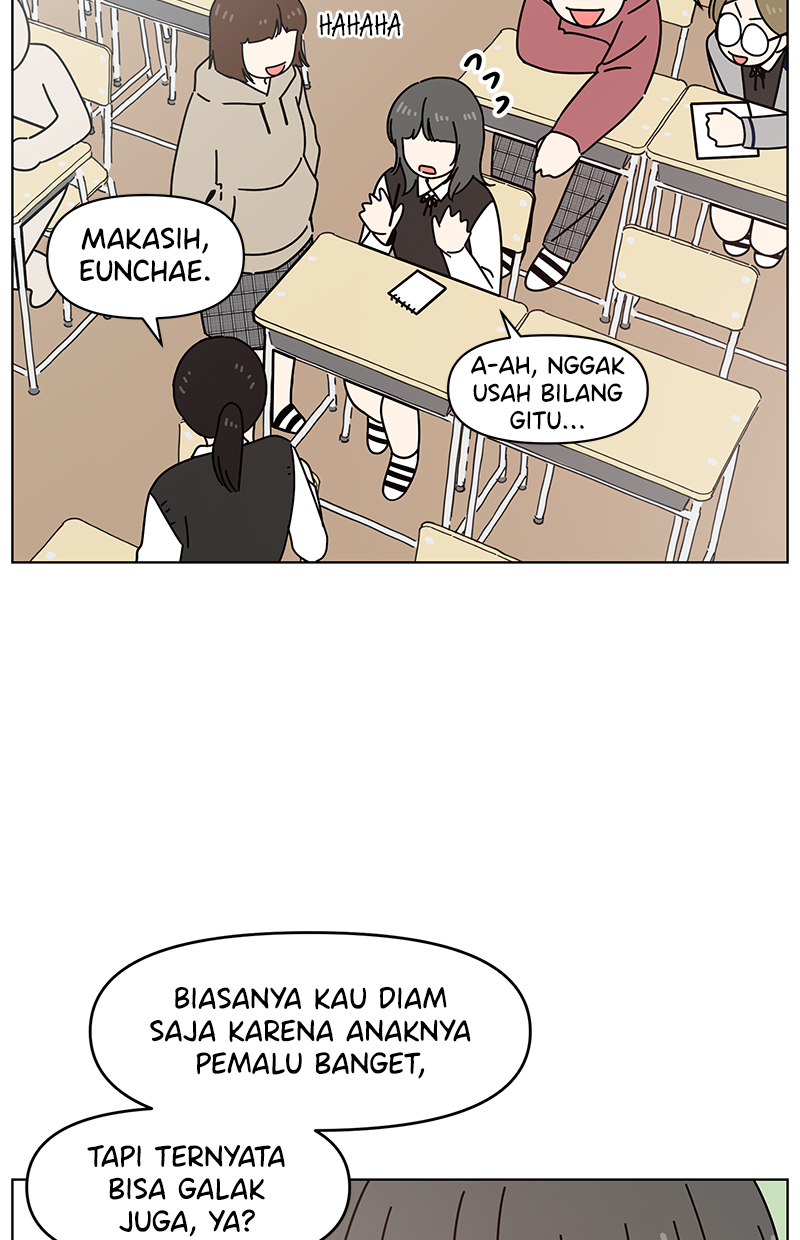 HAHAHA
MAKASIH,
EUNCHAE.
A-AH, NGGAK
USAH BILANG
GITU...
BIASANYA KAU DIAM
SAJA KARENA ANAKNYA
PEMALU BANGET,
TAPI TERNYATA
BISA GALAK
JUGA, YA?